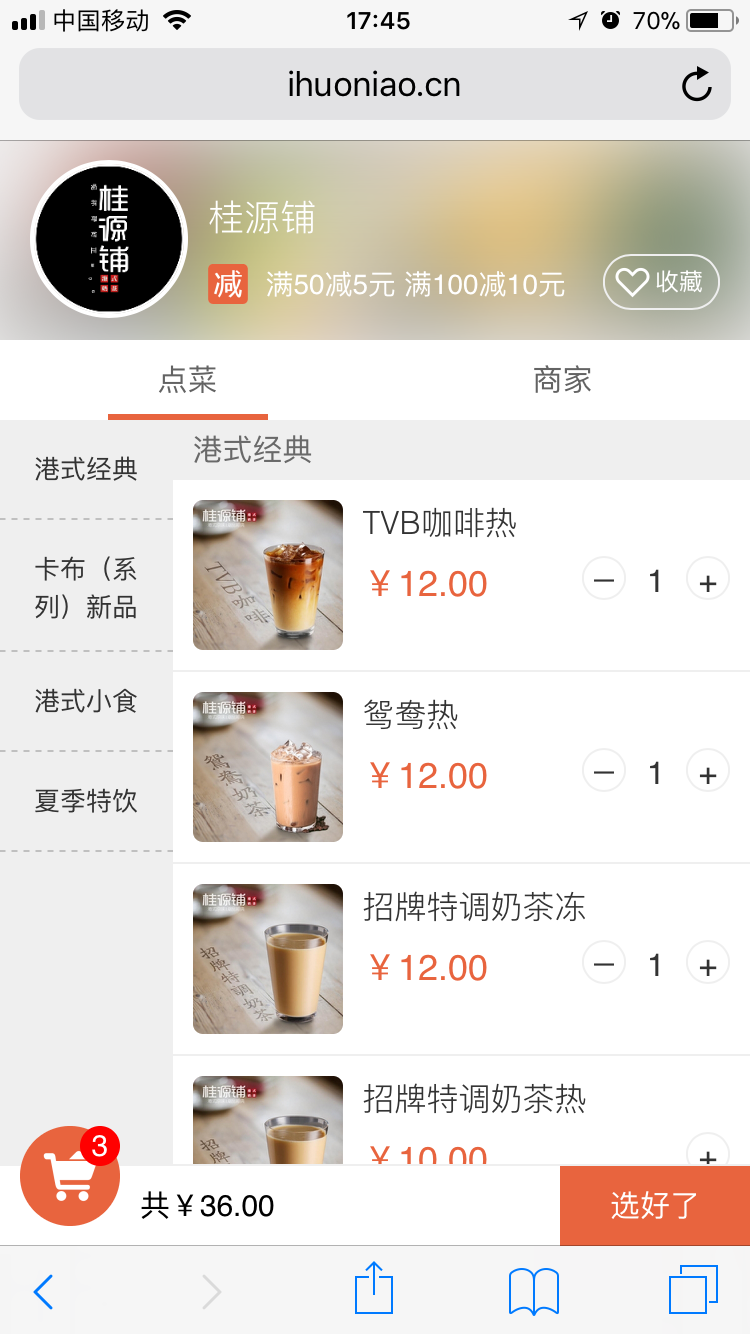 中国移动
17:45
70%
ihuoniao.cn
桂源铺
桂源铺
减 满50减5元 满100减10元
收藏
点菜
商家
港式经典
卡布（系
列）新品
港式小食
夏季特饮
港式经典
桂源铺
TVB咖啡
TVB咖啡热
￥12.00
1
桂源铺
鴛鴦奶茶
鸳鸯热
￥12.00
1
桂源铺
招牌特调奶茶
招牌特调奶茶冻
￥12.00
1
桂源铺
招牌
招牌特调奶茶热
￥10.00
3
共￥36.00
选好了